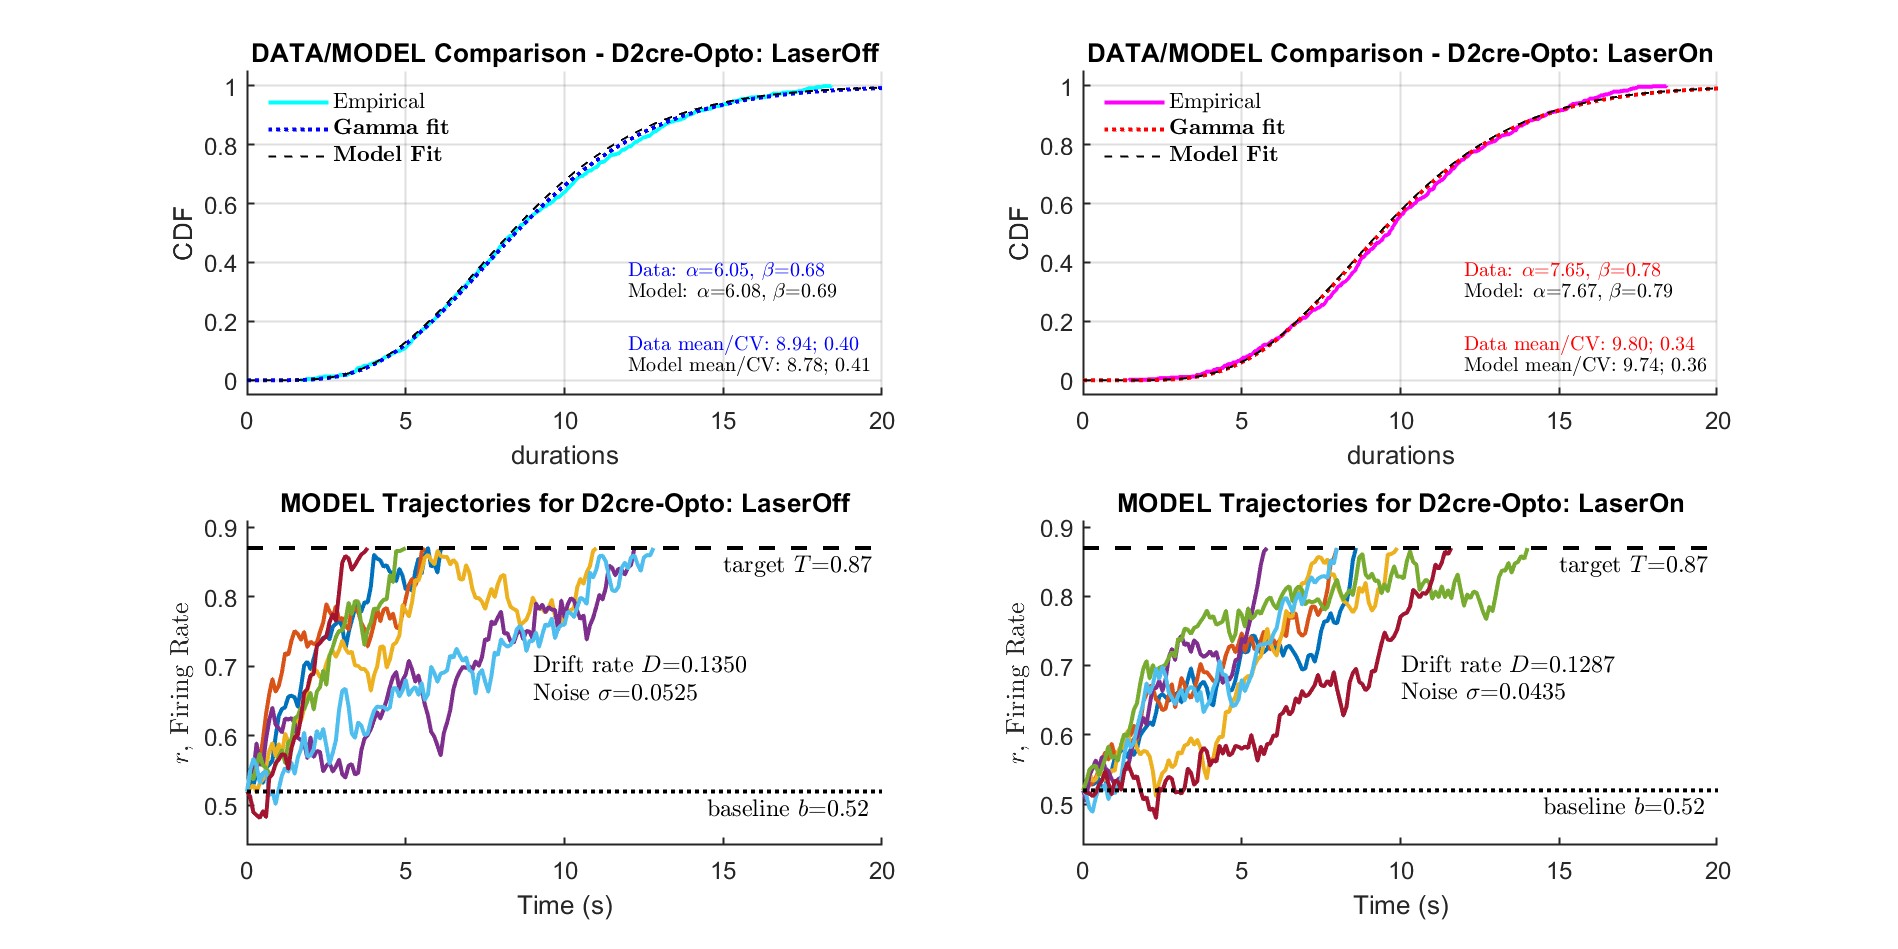 DATA/MODEL Comparison - D2cre-Opto: LaserOff
1
0.8
0.6
0.4
0.2
0
CDF
Empirical
Gamma fit
Model Fit
Data: α=6.05, β=0.68
Model: α=6.08, β=0.69
Data mean/CV: 8.94; 0.40
Model mean/CV: 8.78; 0.41
0 5 10 15 20
durations
DATA/MODEL Comparison - D2cre-Opto: LaserOn
1
0.8
0.6
0.4
0.2
0
CDF
Empirical
Gamma fit
Model Fit
Data: α=7.65, β=0.78
Model: α=7.67, β=0.79
Data mean/CV: 9.80; 0.34
Model mean/CV: 9.74; 0.36
0 5 10 15 20
durations
MODEL Trajectories for D2cre-Opto: LaserOff
0.9
0.8
0.7
0.6
0.5
r, Firing Rate
target T=0.87
Drift rate D=0.1350
Noise σ=0.0525
baseline b=0.52
0 5 10 15 20
Time (s)
MODEL Trajectories for D2cre-Opto: LaserOn
0.9
0.8
0.7
0.6
0.5
r, Firing Rate
target T=0.87
Drift rate D=0.1287
Noise σ=0.0435
baseline b=0.52
0 5 10 15 20
Time (s)